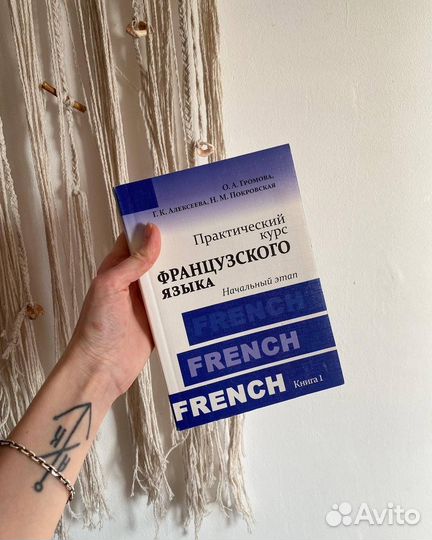 О. А. ГРОМОВА,
Г. К. АЛЕКСЕЕВА, Н. М. ПОКРОВСКАЯ
Практический
курс
ФРАНЦУЗСКОГО
ЯЗЫКА
Начальный этап
FRENCH
FRENCH
FRENCH
Книга 1
Avito